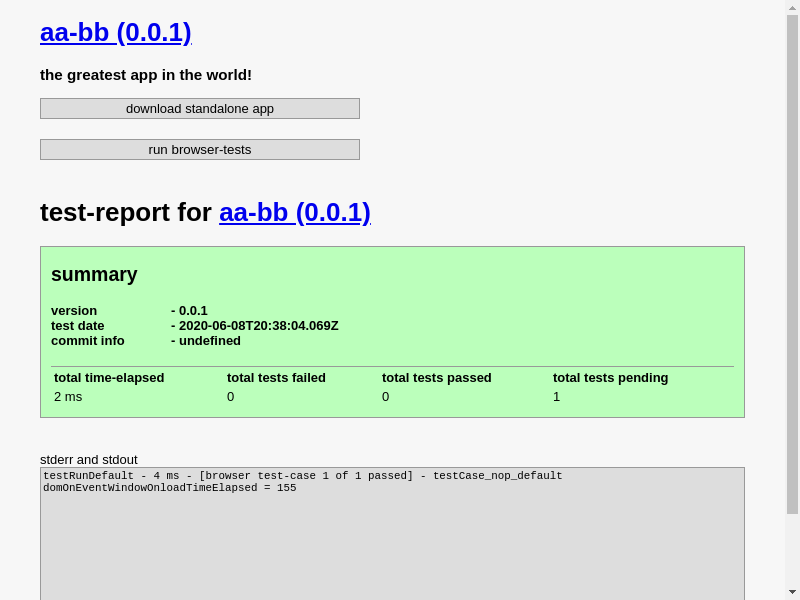 aa-bb (0.0.1)
the greatest app in the world!
download standalone app
run browser-tests
test-report for aa-bb (0.0.1)
summary
version - 0.0.1
test date - 2020-06-08T20:38:04.069Z
commit info - undefined
total time-elapsed total tests failed total tests passed total tests pending
2 ms 0 0 1
stderr and stdout
testRunDefault - 4 ms - [browser test-case 1 of 1 passed] - testCase_nop_default
domOnEventWindowOnloadTimeElapsed = 155